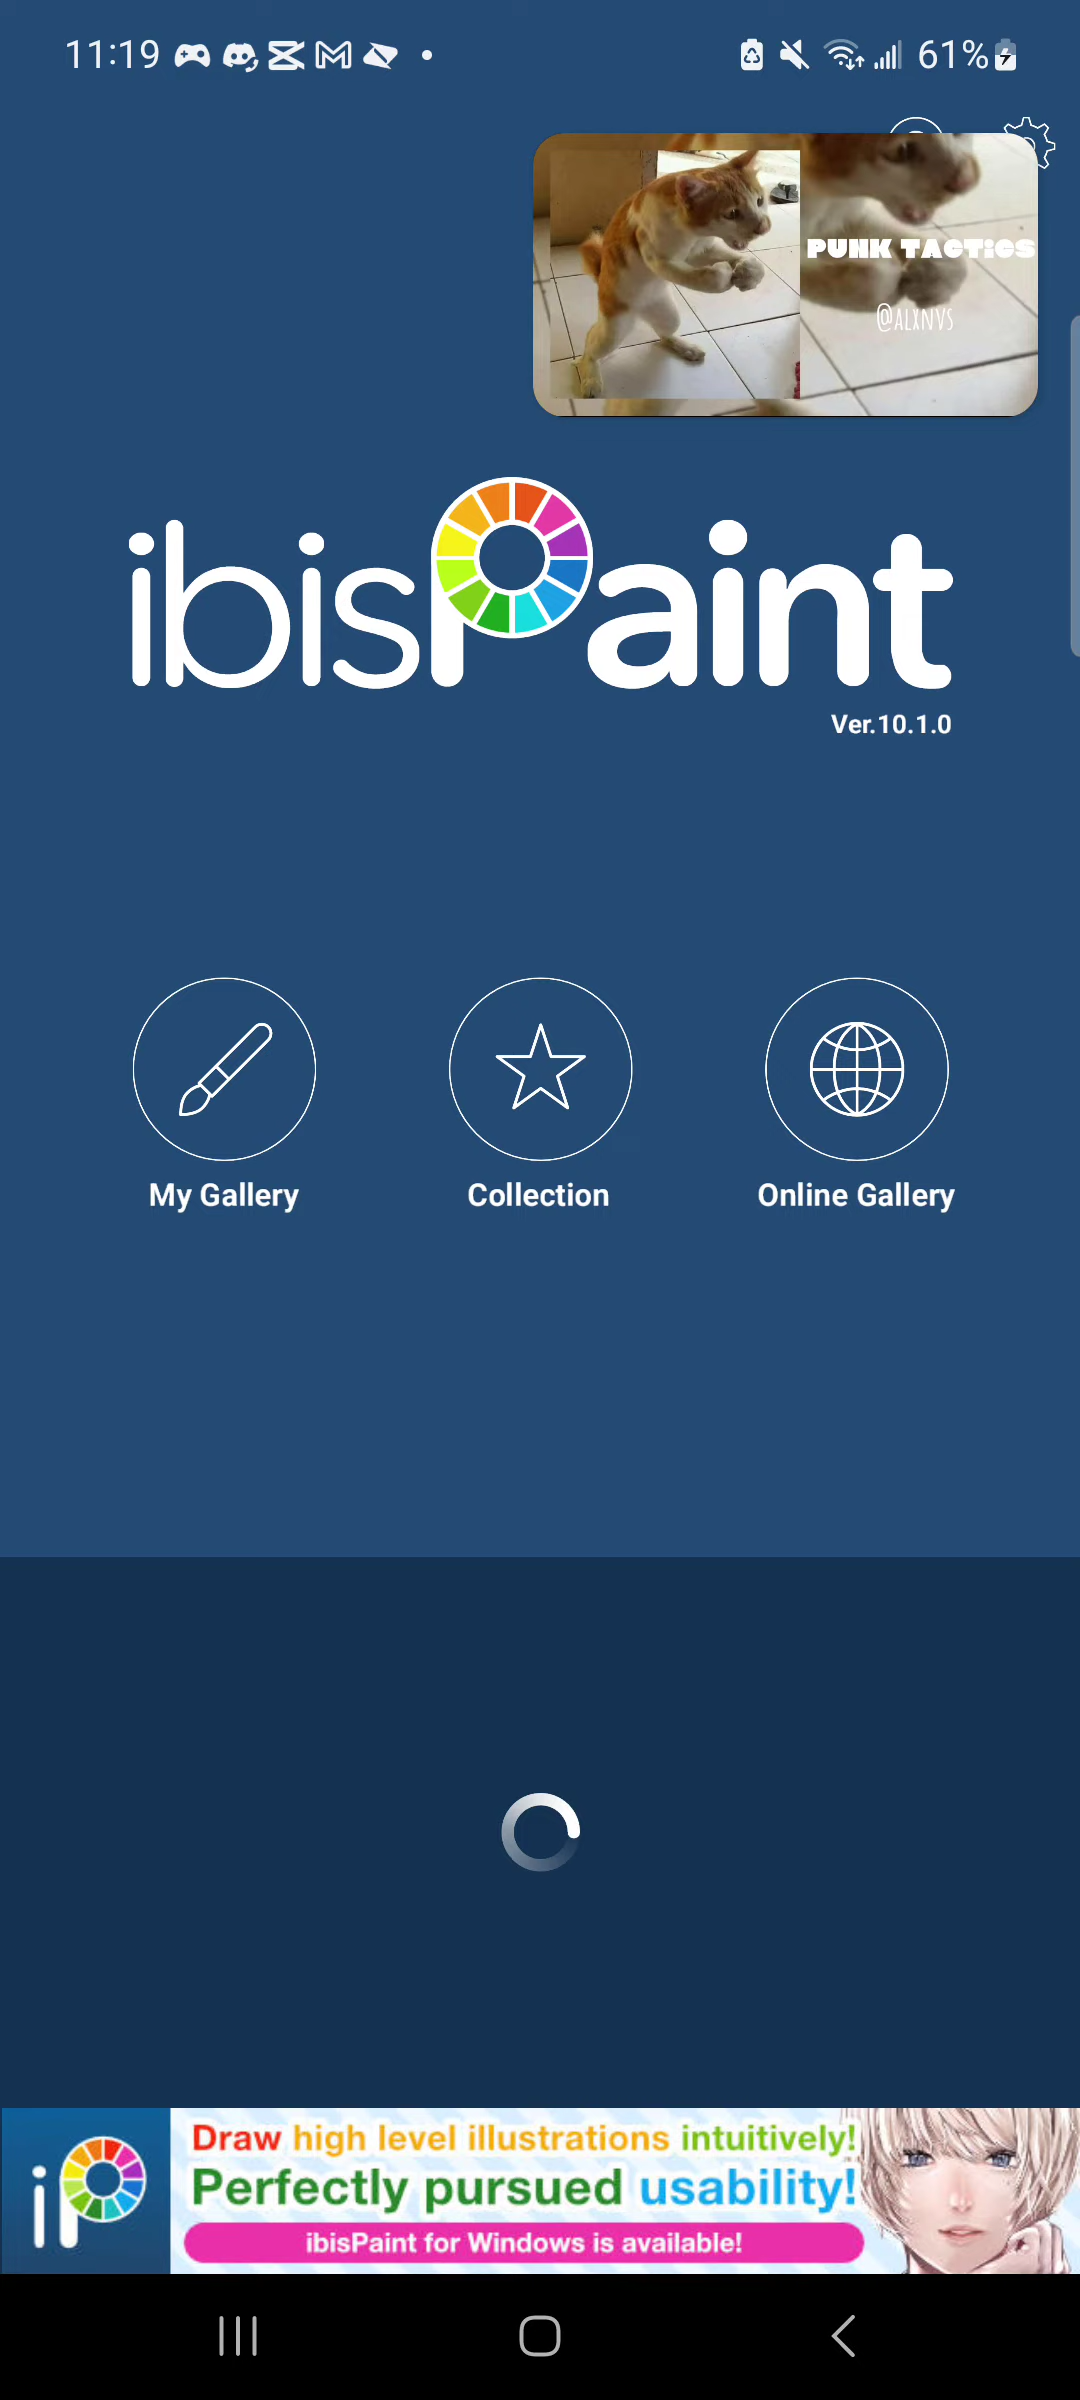 11:19
61%
PUNK TACTICS
@ALXNVS
ibisPaint
Ver.10.1.0
My Gallery
Collection
Online Gallery
iP
Draw high level illustrations intuitively!
Perfectly pursued usability!
ibisPaint for Windows is available!